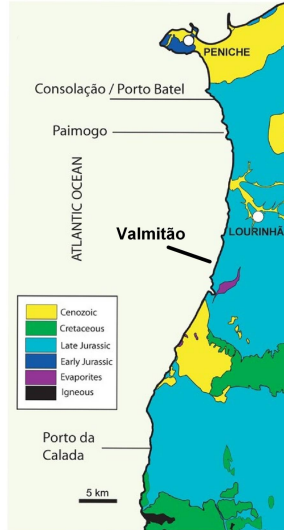 PENICHE
Consolação / Porto Batel
Paimogo
ATLANTIC OCEAN
Valmitão
LOURINHÃ
Cenozoic
Cretaceous
Late Jurassic
Early Jurassic
Evaporites
Igneous
Porto da
Calada
5 km